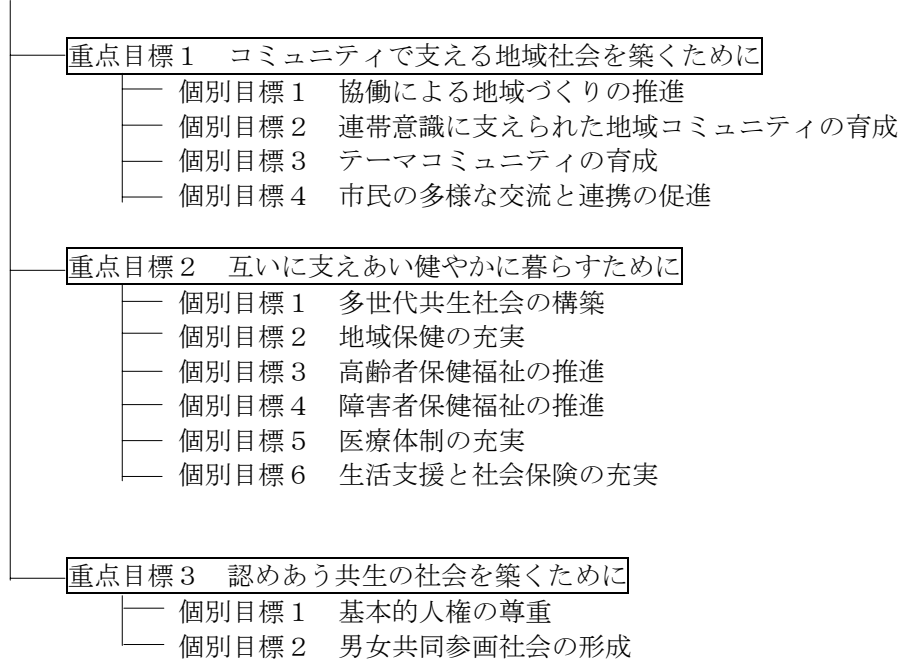 重点目標１　コミュニティで支える地域社会を築くために
個別目標１　協働による地域づくりの推進
個別目標２　連帯意識に支えられた地域コミュニティの育成
個別目標３　テーマコミュニティの育成
個別目標４　市民の多様な交流と連携の促進
重点目標２　互いに支えあい健やかに暮らすために
個別目標１　多世代共生社会の構築
個別目標２　地域保健の充実
個別目標３　高齢者保健福祉の推進
個別目標４　障害者保健福祉の推進
個別目標５　医療体制の充実
個別目標６　生活支援と社会保険の充実
重点目標３　認めあう共生の社会を築くために
個別目標１　基本的人権の尊重
個別目標２　男女共同参画社会の形成